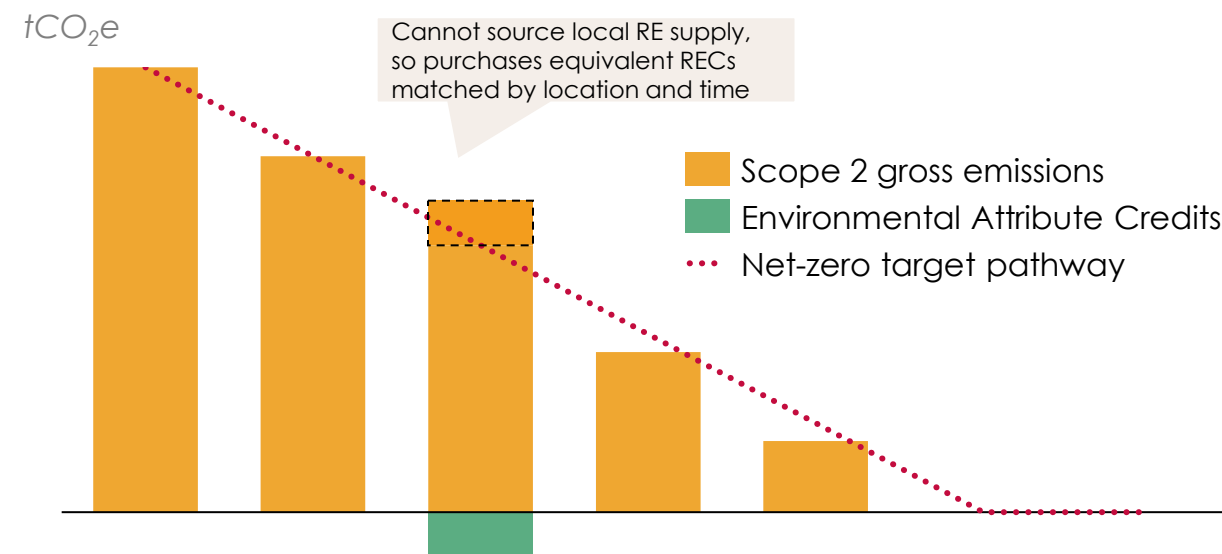 tCO₂e
Cannot source local RE supply,
so purchases equivalent RECs
matched by location and time
Scope 2 gross emissions
Environmental Attribute Credits
Net-zero target pathway